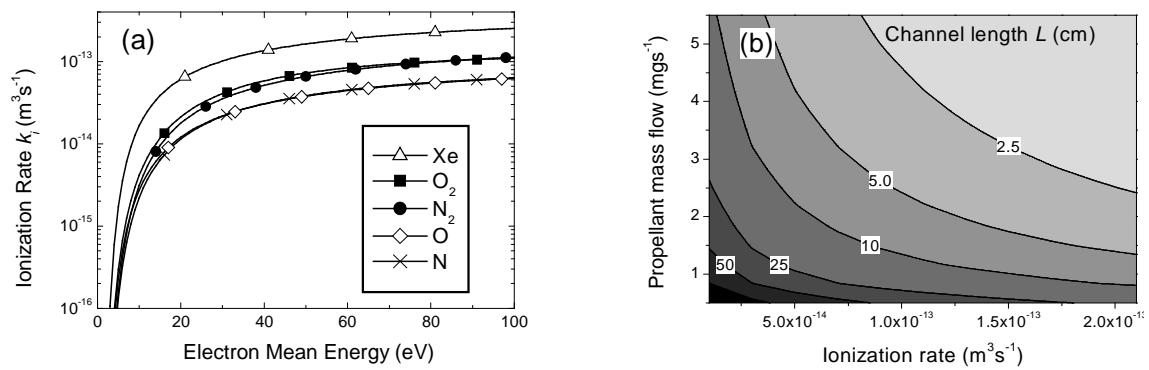 (a)
10⁻¹³
10⁻¹⁴
10⁻¹⁵
10⁻¹⁶
Ionization Rate kᵢ (m³s⁻¹)
Xe
O₂
N₂
O
N
0 20 40 60 80 100
Electron Mean Energy (eV)
(b)
Channel length L (cm)
5
4
3
2
1
Propellant mass flow (mgs⁻¹)
2.5
5.0
10
25
50
5.0x10⁻¹⁴ 1.0x10⁻¹³ 1.5x10⁻¹³ 2.0x10⁻¹³
Ionization rate (m³s⁻¹)